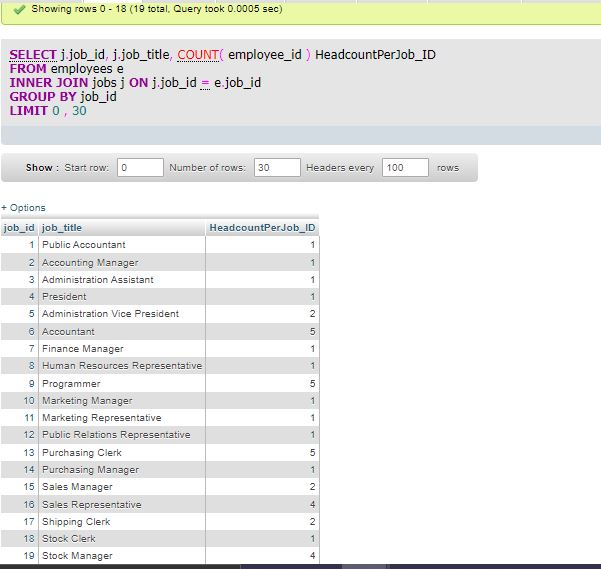 Showing rows 0 - 18 (19 total, Query took 0.0005 sec)
SELECT j.job_id, j.job_title, COUNT( employee_id ) HeadcountPerJob_ID
FROM employees e
INNER JOIN jobs j ON j.job_id = e.job_id
GROUP BY job_id
LIMIT 0 , 30
Show : Start row: 0 Number of rows: 30 Headers every 100 rows
+ Options
job_id job_title HeadcountPerJob_ID
1 Public Accountant 1
2 Accounting Manager 1
3 Administration Assistant 1
4 President 1
5 Administration Vice President 2
6 Accountant 5
7 Finance Manager 1
8 Human Resources Representative 1
9 Programmer 5
10 Marketing Manager 1
11 Marketing Representative 1
12 Public Relations Representative 1
13 Purchasing Clerk 5
14 Purchasing Manager 1
15 Sales Manager 2
16 Sales Representative 4
17 Shipping Clerk 2
18 Stock Clerk 1
19 Stock Manager 4